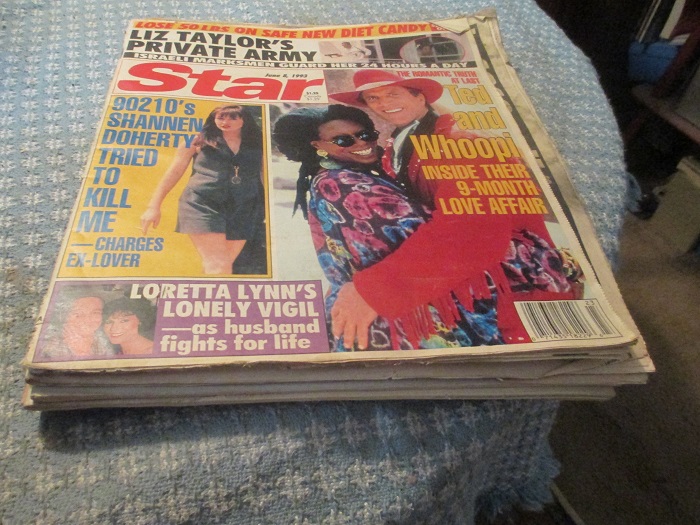 LOSE 50 LBS ON SAFE NEW DIET CANDY
LIZ TAYLOR'S
PRIVATE ARMY
ISRAELI MARKSMEN GUARD HER 24 HOURS A DAY
Star
June 8, 1993
90210's
SHANNEN
DOHERTY
TRIED
TO
KILL
ME
—CHARGES
EX-LOVER
THE ROMANTIC TRUTH
AT LAST
Ted
and
Whoopi
INSIDE THEIR
9-MONTH
LOVE AFFAIR
LORETTA LYNN'S
LONELY VIGIL
—as husband
fights for life